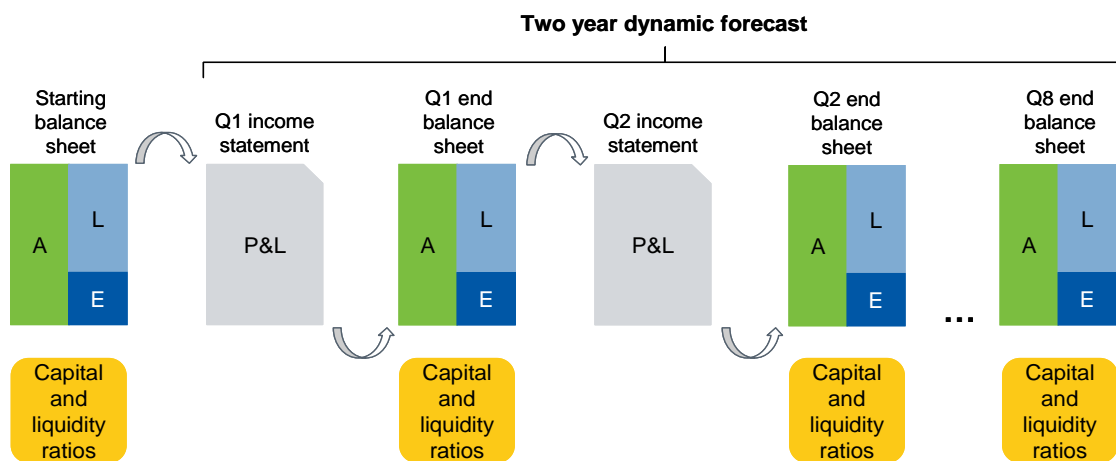 Two year dynamic forecast
Starting
balance
sheet
Q1 income
statement
Q1 end
balance
sheet
Q2 income
statement
Q2 end
balance
sheet
Q8 end
balance
sheet
A
L
E
P&L
A
L
E
P&L
A
L
E
...
A
L
E
Capital
and
liquidity
ratios
Capital
and
liquidity
ratios
Capital
and
liquidity
ratios
Capital
and
liquidity
ratios